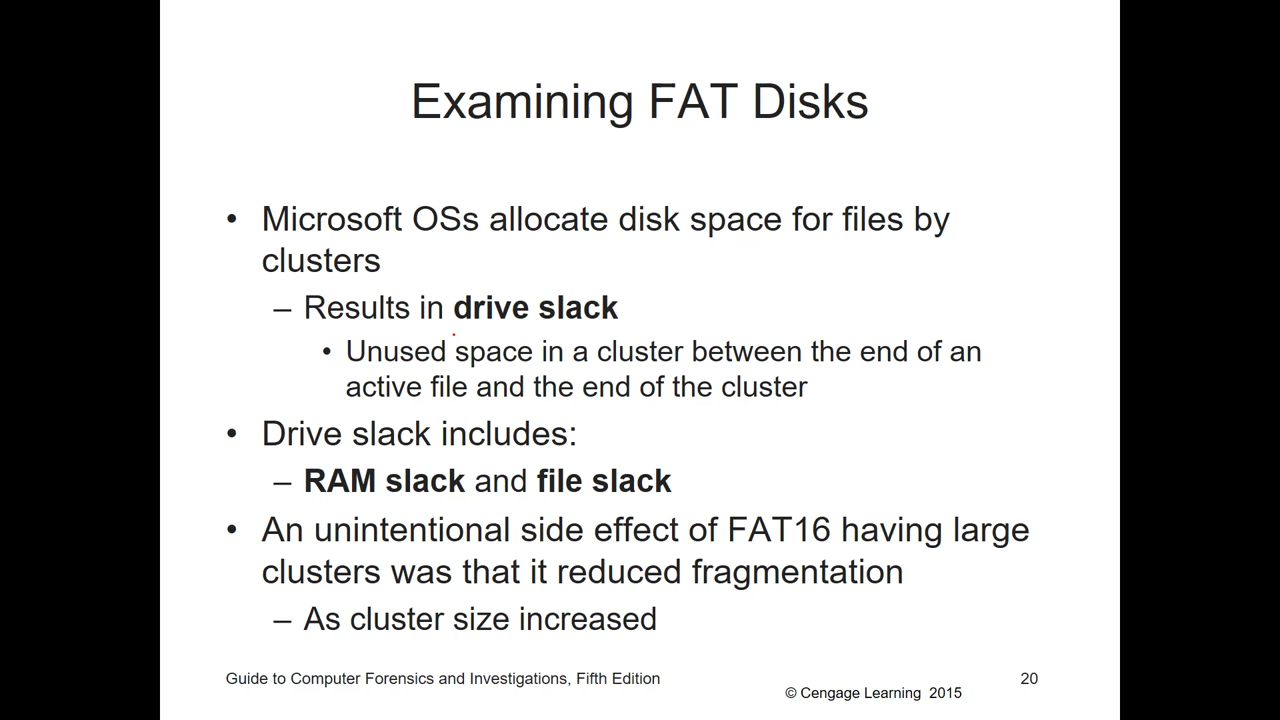 Examining FAT Disks
• Microsoft OSs allocate disk space for files by
clusters
– Results in drive slack
• Unused space in a cluster between the end of an
active file and the end of the cluster
• Drive slack includes:
– RAM slack and file slack
• An unintentional side effect of FAT16 having large
clusters was that it reduced fragmentation
– As cluster size increased
Guide to Computer Forensics and Investigations, Fifth Edition
20
© Cengage Learning 2015